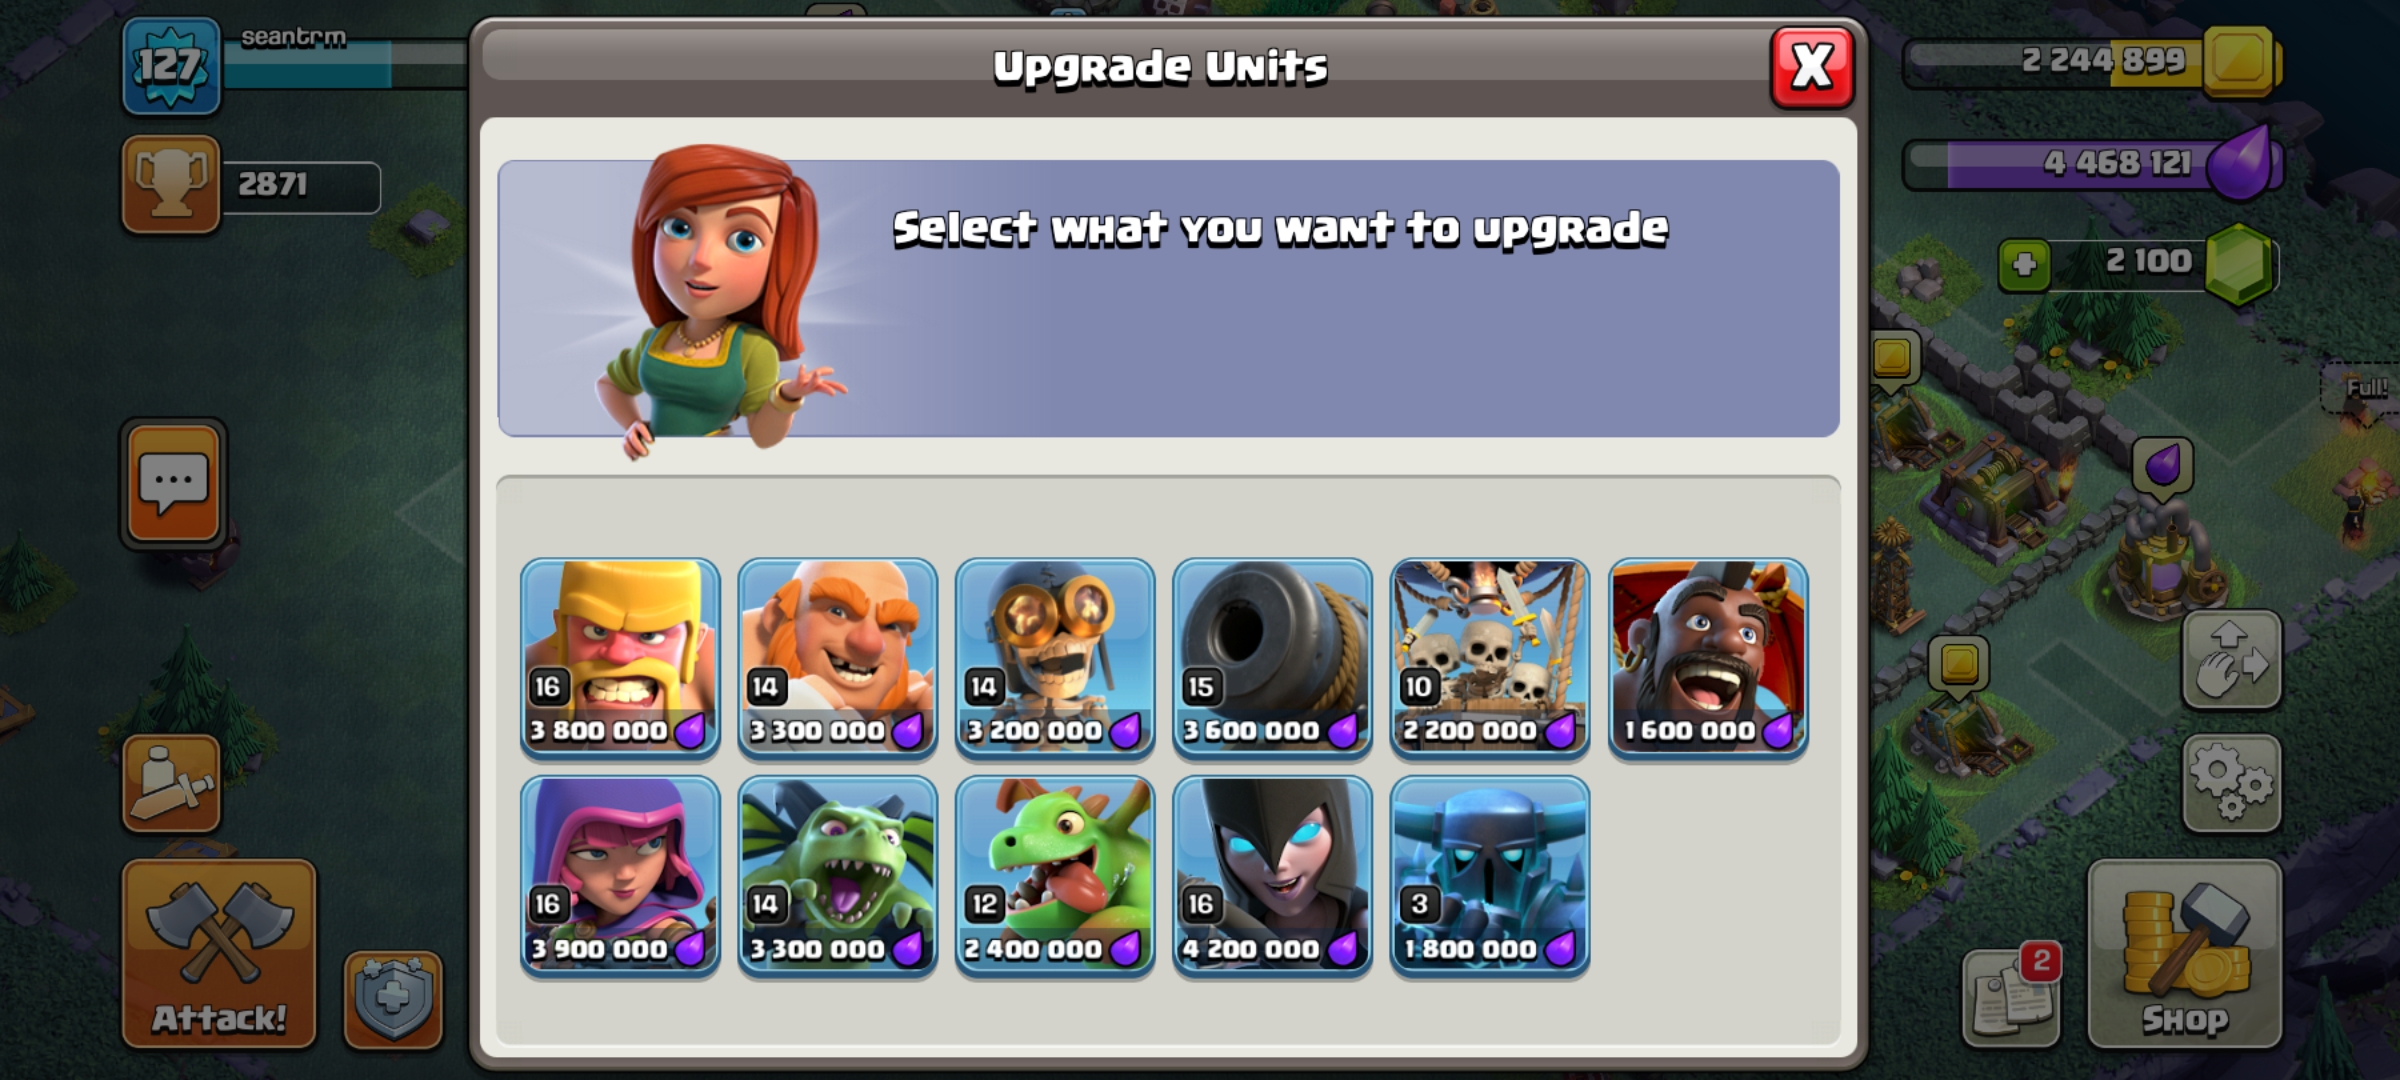 127
seantrm
Upgrade Units
X
2 244 899
2871
4 468 121
Select what you want to upgrade
2 100
Full!
16
14
14
15
10
3 800 000
3 300 000
3 200 000
3 600 000
2 200 000
1 600 000
16
14
12
16
3
3 900 000
3 300 000
2 400 000
4 200 000
1 800 000
Attack!
2
Shop